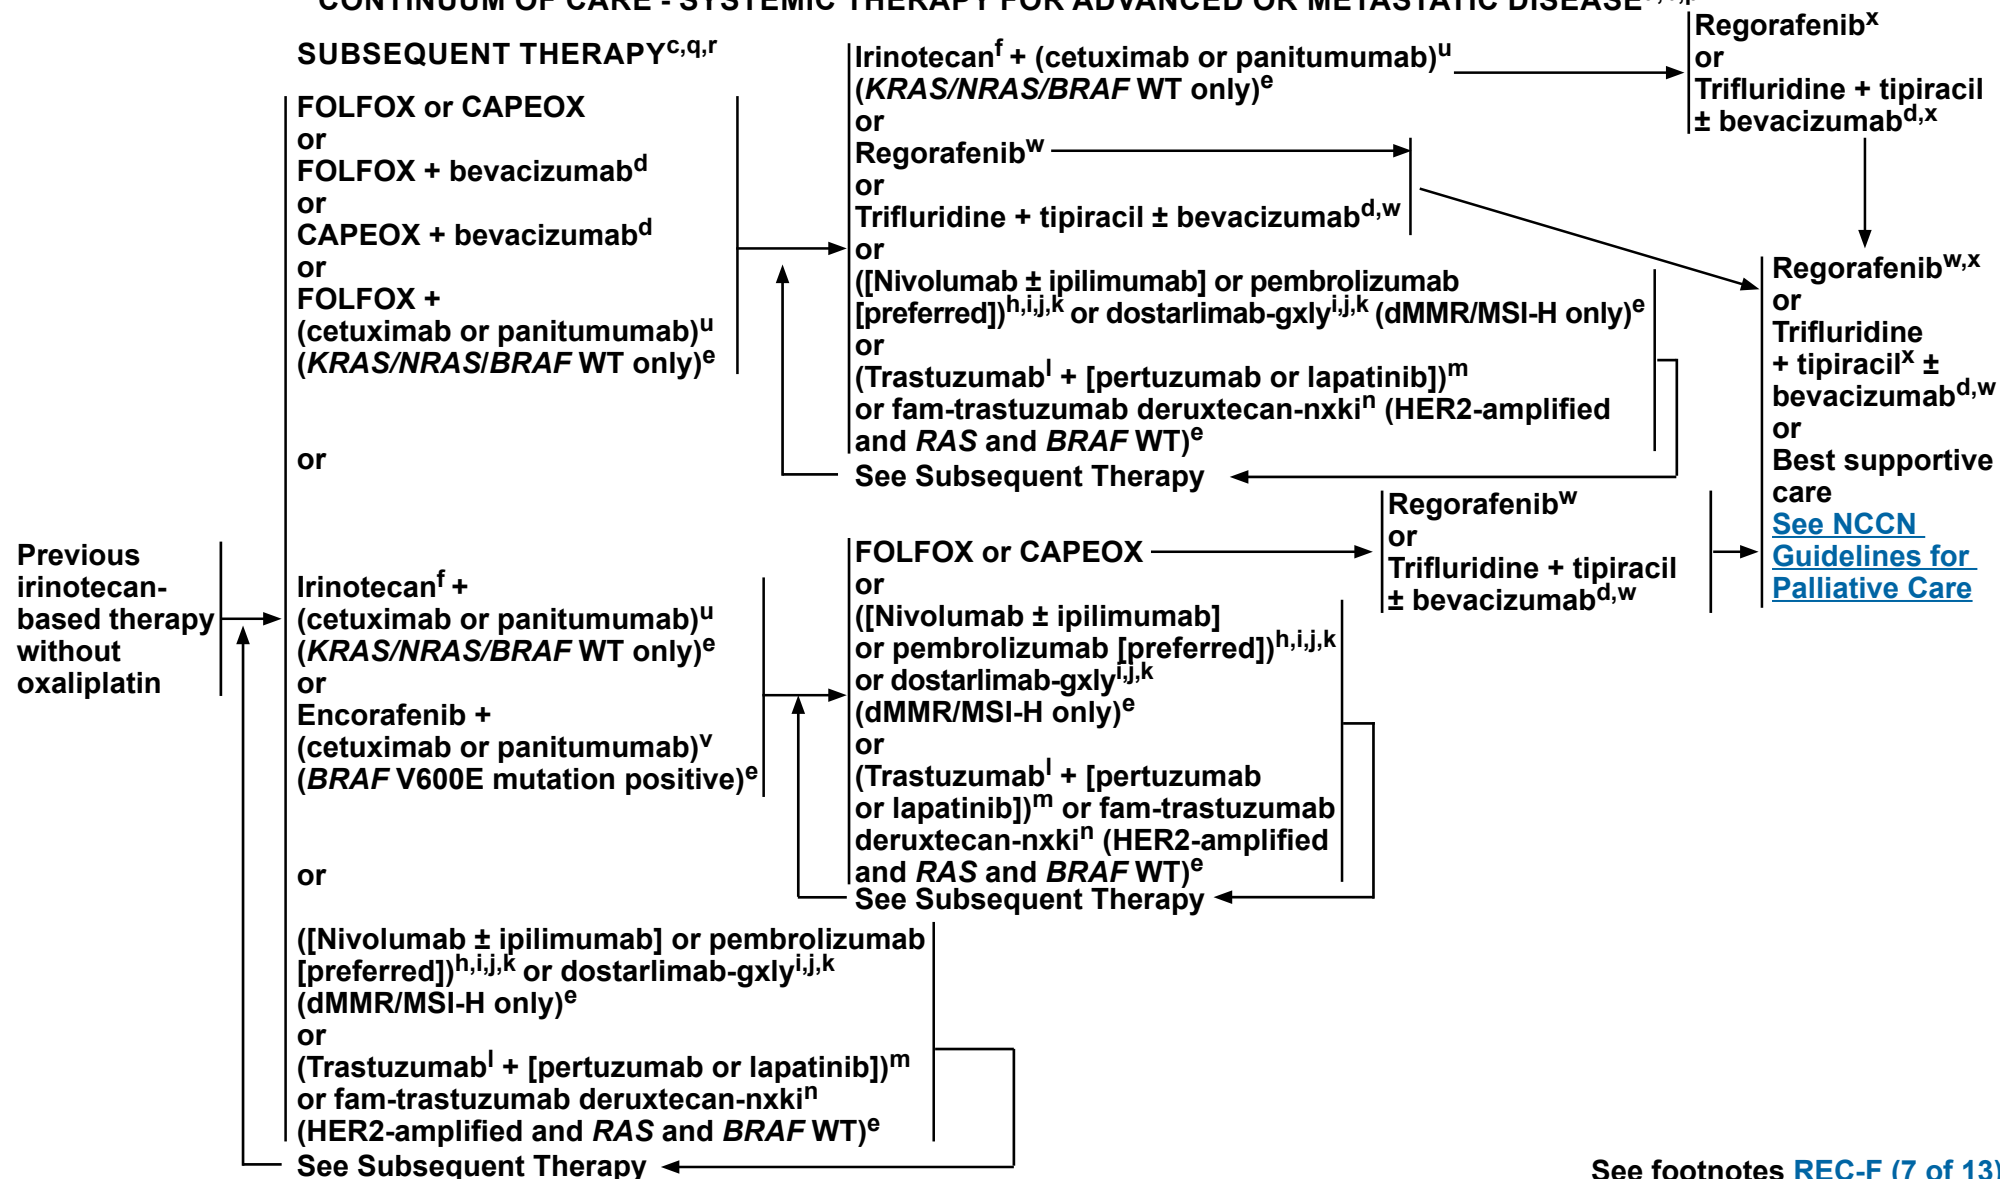 CONTINUUM OF CARE - SYSTEMIC THERAPY FOR ADVANCED OR METASTATIC DISEASE
SUBSEQUENT THERAPYc,q,r
Previous
irinotecan-
based therapy
without
oxaliplatin
FOLFOX or CAPEOX
or
FOLFOX + bevacizumabd
or
CAPEOX + bevacizumabd
or
FOLFOX +
(cetuximab or panitumumab)u
(KRAS/NRAS/BRAF WT only)e
or
Irinotecanf +
(cetuximab or panitumumab)u
(KRAS/NRAS/BRAF WT only)e
or
Encorafenib +
(cetuximab or panitumumab)v
(BRAF V600E mutation positive)e
or
([Nivolumab ± ipilimumab] or pembrolizumab
[preferred])h,i,j,k or dostarlimab-gxlyi,j,k
(dMMR/MSI-H only)e
or
(Trastuzumabl + [pertuzumab or lapatinib])m
or fam-trastuzumab deruxtecan-nxkin
(HER2-amplified and RAS and BRAF WT)e
See Subsequent Therapy
Irinotecanf + (cetuximab or panitumumab)u
(KRAS/NRAS/BRAF WT only)e
or
Regorafenibw
or
Trifluridine + tipiracil ± bevacizumabd,w
or
([Nivolumab ± ipilimumab] or pembrolizumab
[preferred])h,i,j,k or dostarlimab-gxlyi,j,k (dMMR/MSI-H only)e
or
(Trastuzumabl + [pertuzumab or lapatinib])m
or fam-trastuzumab deruxtecan-nxkin (HER2-amplified
and RAS and BRAF WT)e
See Subsequent Therapy
FOLFOX or CAPEOX
or
([Nivolumab ± ipilimumab]
or pembrolizumab [preferred])h,i,j,k
or dostarlimab-gxlyi,j,k
(dMMR/MSI-H only)e
or
(Trastuzumabl + [pertuzumab
or lapatinib])m or fam-trastuzumab
deruxtecan-nxkin (HER2-amplified
and RAS and BRAF WT)e
See Subsequent Therapy
Regorafenibx
or
Trifluridine + tipiracil
± bevacizumabd,x
Regorafenibw
or
Trifluridine + tipiracil
± bevacizumabd,w
Regorafenibw,x
or
Trifluridine
+ tipiracilx ±
bevacizumabd,w
or
Best supportive
care
See NCCN
Guidelines for
Palliative Care
See footnotes REC-F (7 of 13)